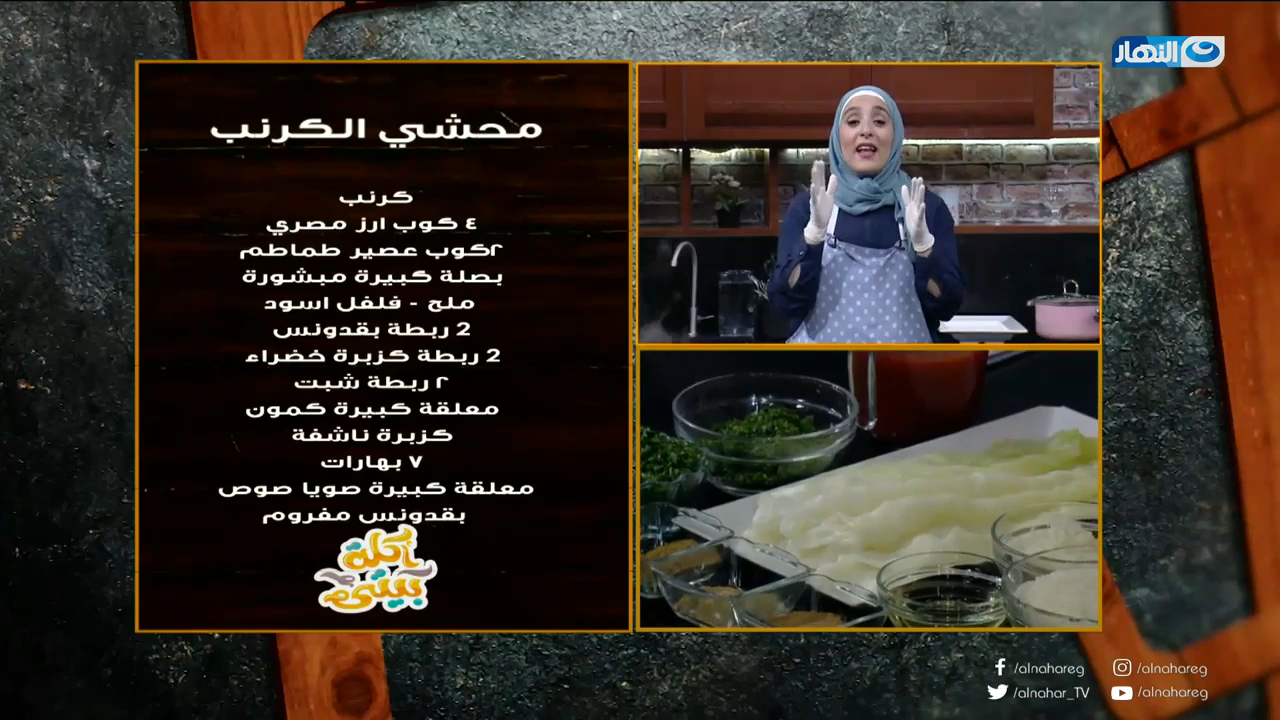 النهار
محشي الكرنب
كرنب
٤ كوب ارز مصري
٢كوب عصير طماطم
بصلة كبيرة مبشورة
ملح - فلفل اسود
2 ربطة بقدونس
2 ربطة كزبرة خضراء
٢ ربطة شبت
معلقة كبيرة كمون
كزبرة ناشفة
٧ بهارات
معلقة كبيرة صويا صوص
بقدونس مفروم
أكلة
بيتي
/alnahareg
/alnahareg
/alnahar_TV
/alnahareg